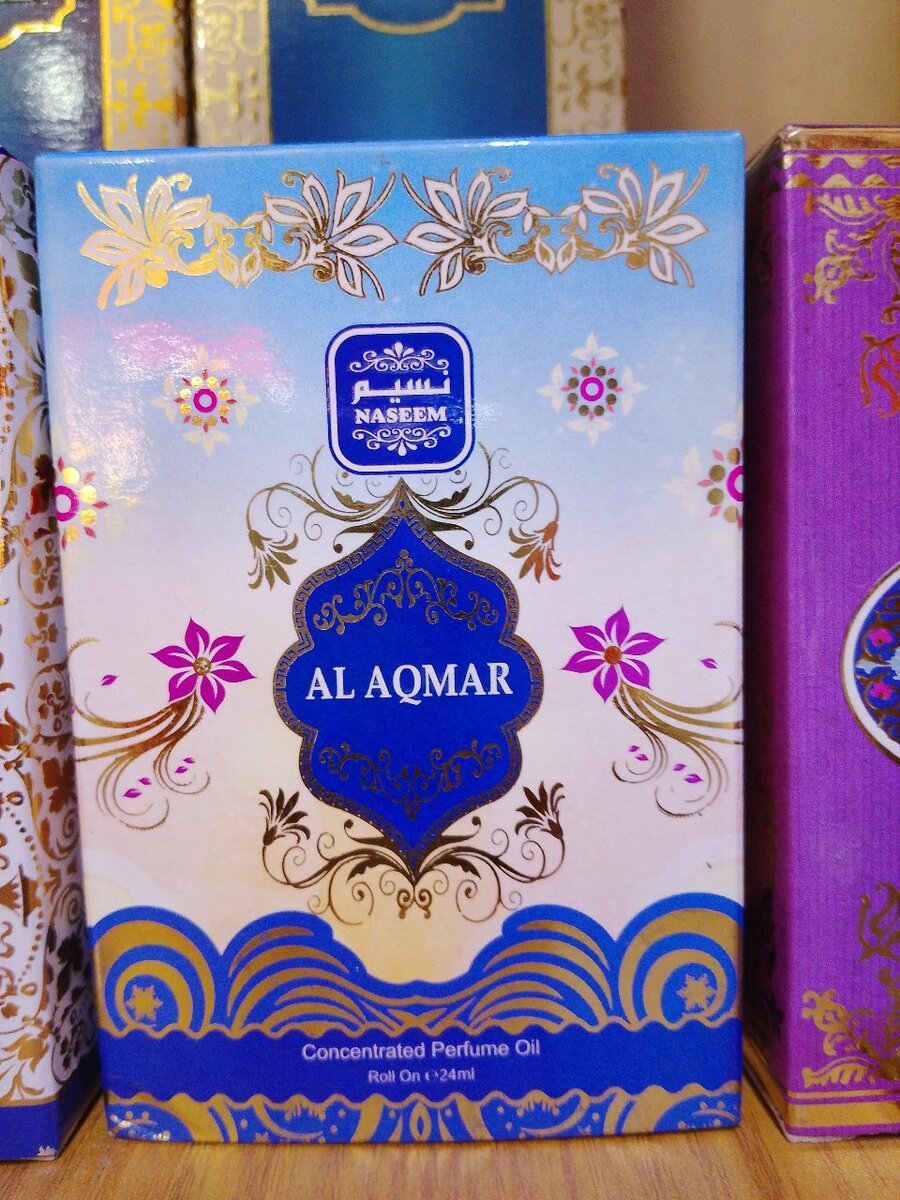 نسيم
NASEEM
AL AQMAR
Concentrated Perfume Oil
Roll On ℮24ml